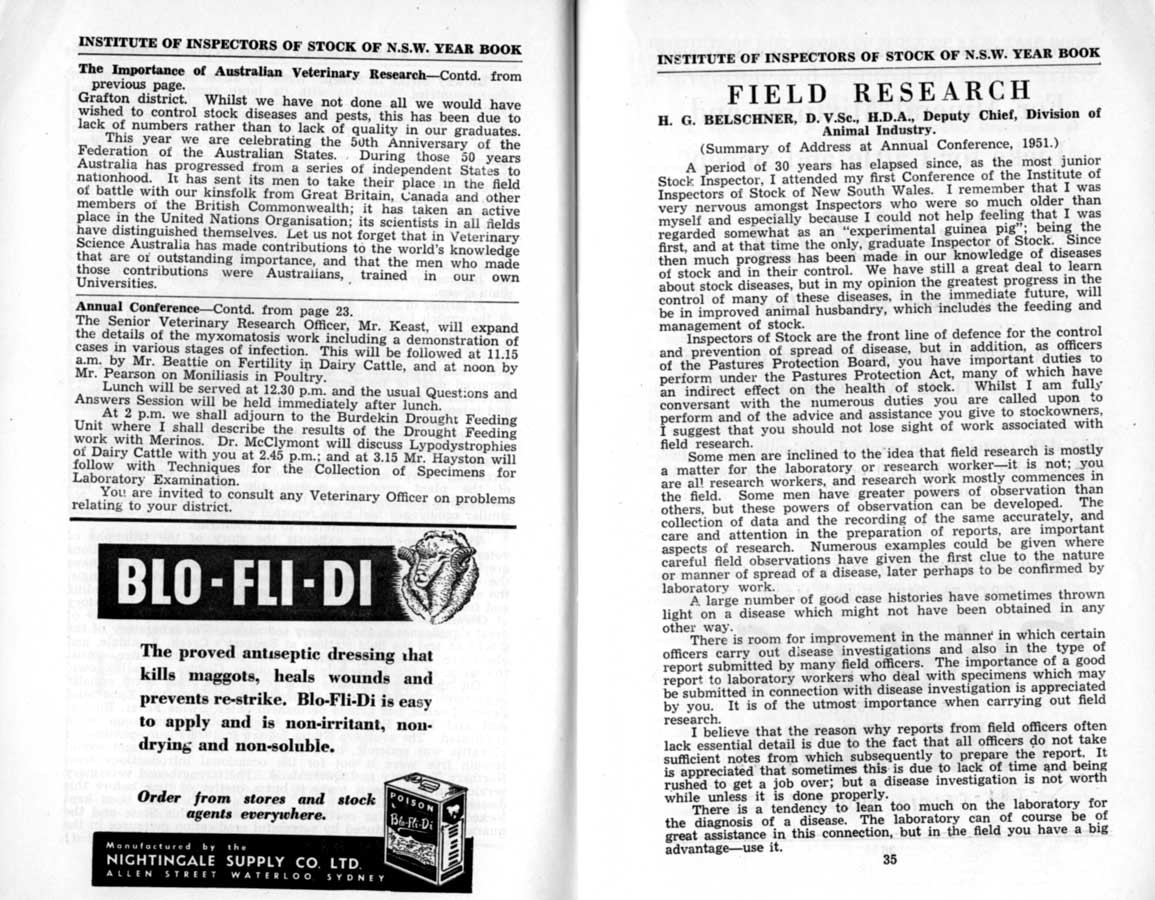 INSTITUTE OF INSPECTORS OF STOCK OF N.S.W. YEAR BOOK
The Importance of Australian Veterinary Research—Contd. from
previous page.
Grafton district. Whilst we have not done all we would have
wished to control stock diseases and pests, this has been due to
lack of numbers rather than to lack of quality in our graduates.
This year we are celebrating the 50th Anniversary of the
Federation of the Australian States. During those 50 years
Australia has progressed from a series of independent States to
nationhood. It has sent its men to take their place in the field
of battle with our kinsfolk from Great Britain, Canada and other
members of the British Commonwealth; it has taken an active
place in the United Nations Organisation; its scientists in all fields
have distinguished themselves. Let us not forget that in Veterinary
Science Australia has made contributions to the world's knowledge
that are of outstanding importance, and that the men who made
those contributions were Australians, trained in our own
Universities.
Annual Conference—Contd. from page 23.
The Senior Veterinary Research Officer, Mr. Keast, will expand
the details of the myxomatosis work including a demonstration of
cases in various stages of infection. This will be followed at 11.15
a.m. by Mr. Beattie on Fertility in Dairy Cattle, and at noon by
Mr. Pearson on Moniliasis in Poultry.
Lunch will be served at 12.30 p.m. and the usual Questions and
Answers Session will be held immediately after lunch.
At 2 p.m. we shall adjourn to the Burdekin Drought Feeding
Unit where I shall describe the results of the Drought Feeding
work with Merinos. Dr. McClymont will discuss Lypodystrophies
of Dairy Cattle with you at 2.45 p.m.; and at 3.15 Mr. Hayston will
follow with Techniques for the Collection of Specimens for
Laboratory Examination.
You are invited to consult any Veterinary Officer on problems
relating to your district.
BLO-FLI-DI
The proved antiseptic dressing that
kills maggots, heals wounds and
prevents re-strike. Blo-Fli-Di is easy
to apply and is non-irritant, non-
drying and non-soluble.
Order from stores and stock
agents everywhere.
POISON
Blo-Fli-Di
Manufactured by the
NIGHTINGALE SUPPLY CO. LTD.
ALLEN STREET WATERLOO SYDNEY
INSTITUTE OF INSPECTORS OF STOCK OF N.S.W. YEAR BOOK
FIELD RESEARCH
H. G. BELSCHNER, D.V.Sc., H.D.A., Deputy Chief, Division of
Animal Industry.
(Summary of Address at Annual Conference, 1951.)
A period of 30 years has elapsed since, as the most junior
Stock Inspector, I attended my first Conference of the Institute of
Inspectors of Stock of New South Wales. I remember that I was
very nervous amongst Inspectors who were so much older than
myself and especially because I could not help feeling that I was
regarded somewhat as an "experimental guinea pig"; being the
first, and at that time the only, graduate Inspector of Stock. Since
then much progress has been made in our knowledge of diseases
of stock and in their control. We have still a great deal to learn
about stock diseases, but in my opinion the greatest progress in the
control of many of these diseases, in the immediate future, will
be in improved animal husbandry, which includes the feeding and
management of stock.
Inspectors of Stock are the front line of defence for the control
and prevention of spread of disease, but in addition, as officers
of the Pastures Protection Board, you have important duties to
perform under the Pastures Protection Act, many of which have
an indirect effect on the health of stock. Whilst I am fully
conversant with the numerous duties you are called upon to
perform and of the advice and assistance you give to stockowners,
I suggest that you should not lose sight of work associated with
field research.
Some men are inclined to the idea that field research is mostly
a matter for the laboratory or research worker—it is not; you
are all research workers, and research work mostly commences in
the field. Some men have greater powers of observation than
others, but these powers of observation can be developed. The
collection of data and the recording of the same accurately, and
care and attention in the preparation of reports, are important
aspects of research. Numerous examples could be given where
careful field observations have given the first clue to the nature
or manner of spread of a disease, later perhaps to be confirmed by
laboratory work.
A large number of good case histories have sometimes thrown
light on a disease which might not have been obtained in any
other way.
There is room for improvement in the manner in which certain
officers carry out disease investigations and also in the type of
report submitted by many field officers. The importance of a good
report to laboratory workers who deal with specimens which may
be submitted in connection with disease investigation is appreciated
by you. It is of the utmost importance when carrying out field
research.
I believe that the reason why reports from field officers often
lack essential detail is due to the fact that all officers do not take
sufficient notes from which subsequently to prepare the report. It
is appreciated that sometimes this is due to lack of time and being
rushed to get a job over; but a disease investigation is not worth
while unless it is done properly.
There is a tendency to lean too much on the laboratory for
the diagnosis of a disease. The laboratory can of course be of
great assistance in this connection, but in the field you have a big
advantage—use it.
35